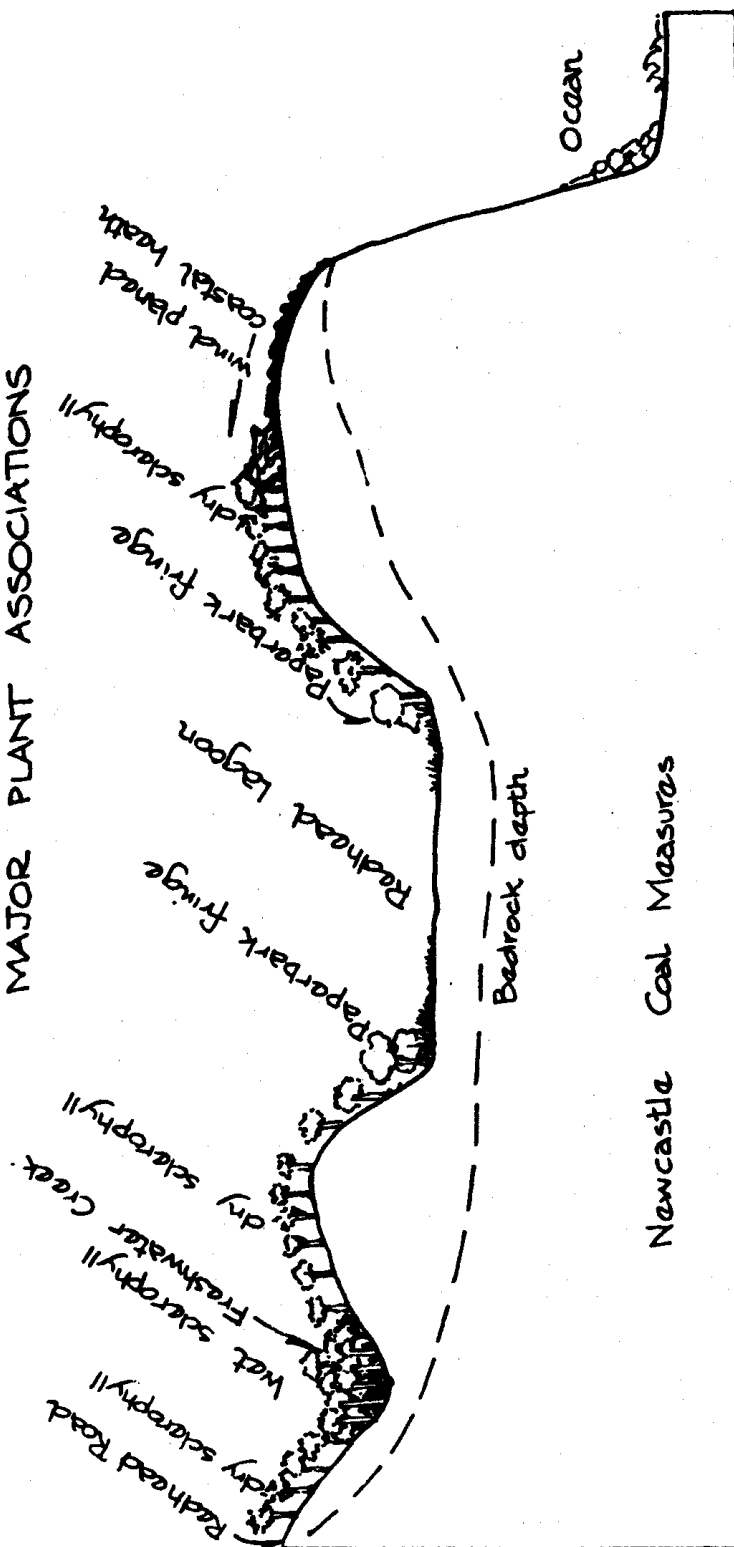 MAJOR PLANT ASSOCIATIONS
Redhead Road
dry sclerophyll
Wet sclerophyll
Freshwater Creek
dry sclerophyll
Paperbark fringe
Redhead Lagoon
Paperbark fringe
dry sclerophyll
wind planed
coastal heath
Ocean
Bedrock depth
Newcastle Coal Measures